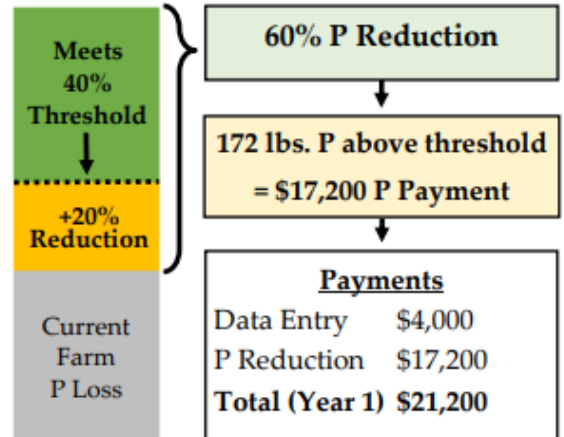 Meets
40%
Threshold
+20%
Reduction
Current
Farm
P Loss
60% P Reduction
172 lbs. P above threshold
= $17,200 P Payment
Payments
Data Entry $4,000
P Reduction $17,200
Total (Year 1) $21,200